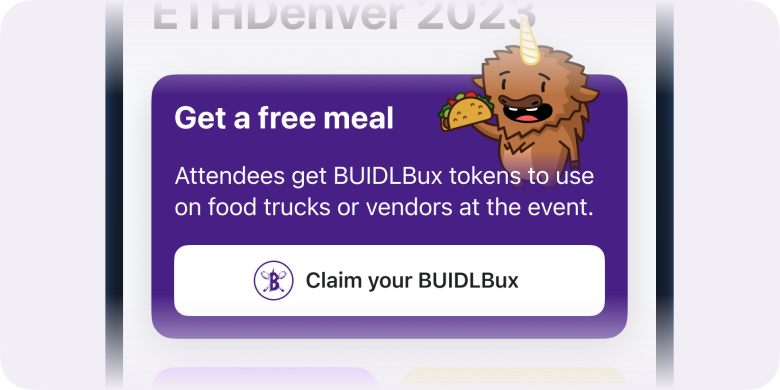 ETHDenver 2023
Get a free meal
Attendees get BUIDLBux tokens to use
on food trucks or vendors at the event.
B
Claim your BUIDLBux